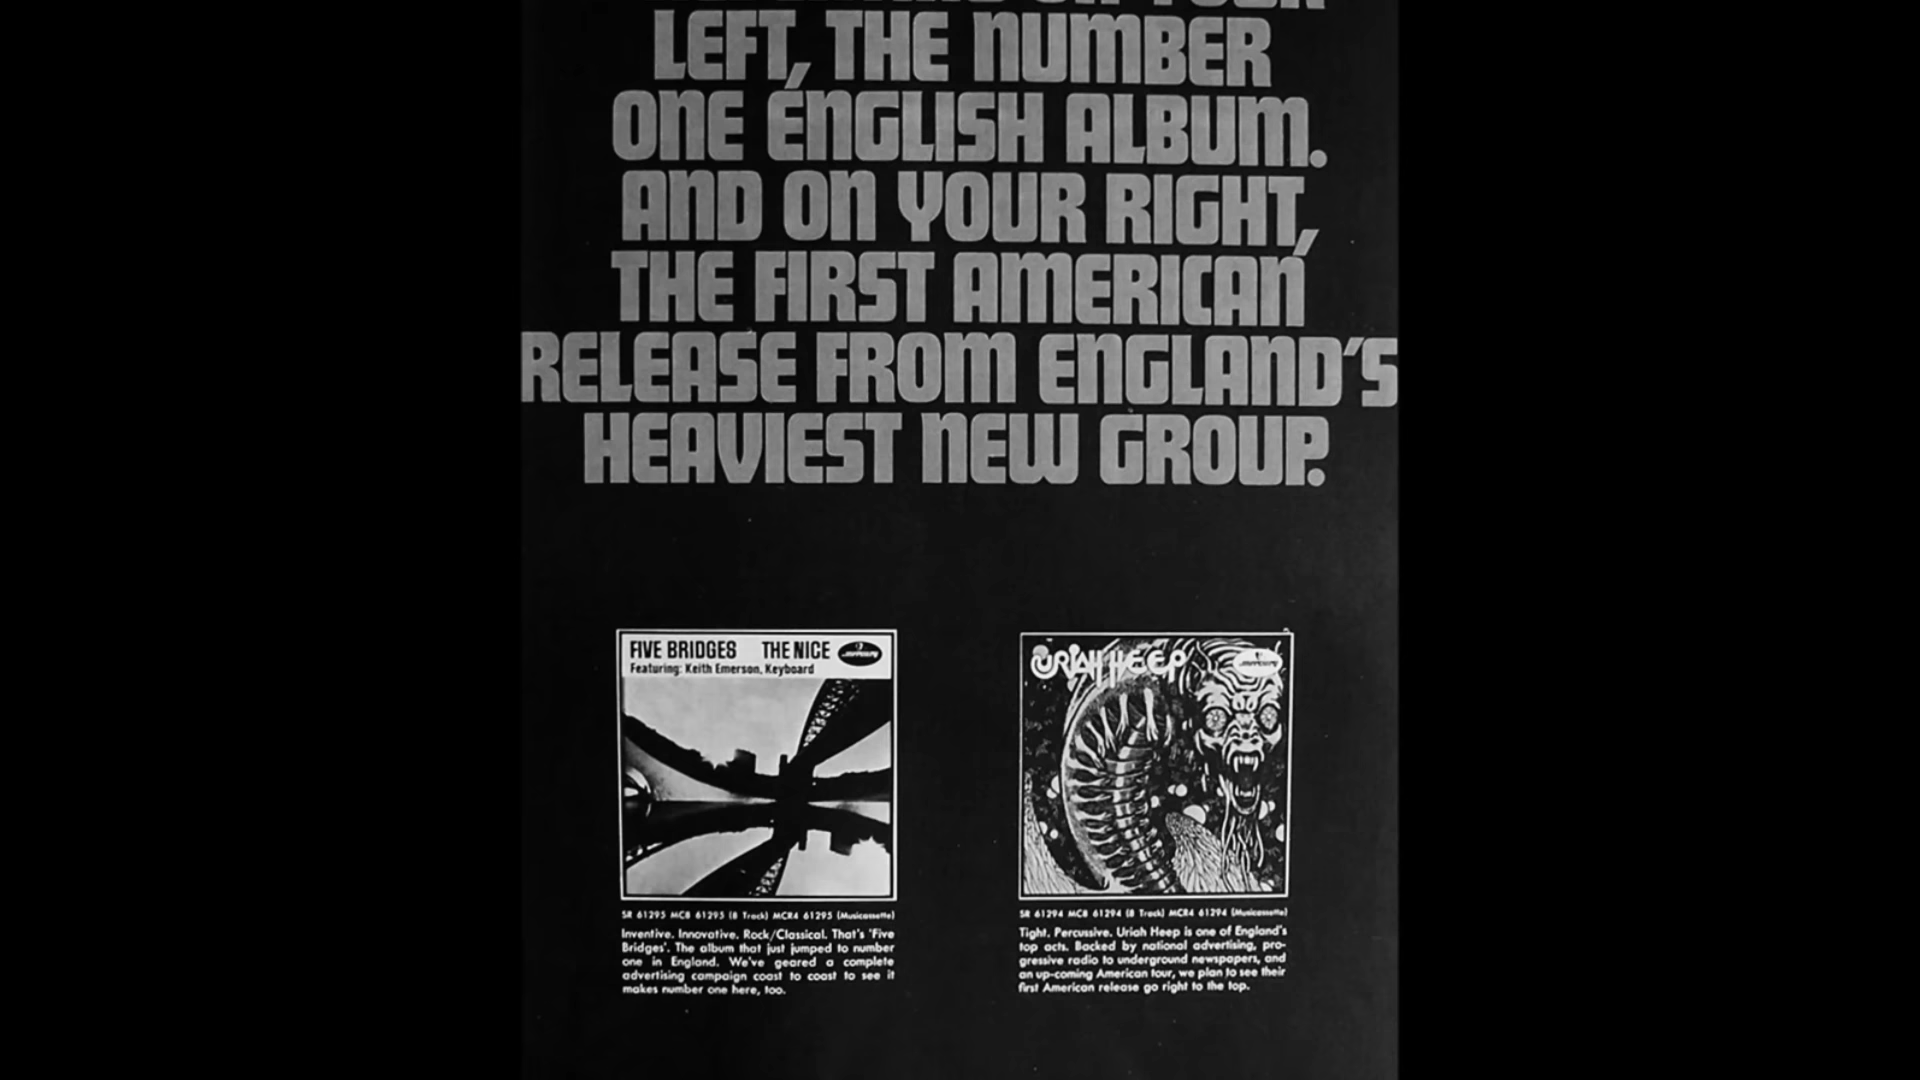 LEFT, THE NUMBER
ONE ENGLISH ALBUM.
AND ON YOUR RIGHT,
THE FIRST AMERICAN
RELEASE FROM ENGLAND'S
HEAVIEST NEW GROUP.
FIVE BRIDGES THE NICE
Featuring: Keith Emerson, Keyboard
SR 61295 MC8 61295 (8 Track) MCR4 61295 (Musicassette)
Inventive. Innovative. Rock/Classical. That's 'Five
Bridges'. The album that just jumped to number
one in England. We've geared a complete
advertising campaign coast to coast to see it
makes number one here, too.
URIAH HEEP
SR 61294 MC8 61294 (8 Track) MCR4 61294 (Musicassette)
Tight. Percussive. Uriah Heep is one of England's
top acts. Backed by national advertising, pro-
gressive radio to underground newspapers, and
an up-coming American tour, we plan to see their
first American release go right to the top.